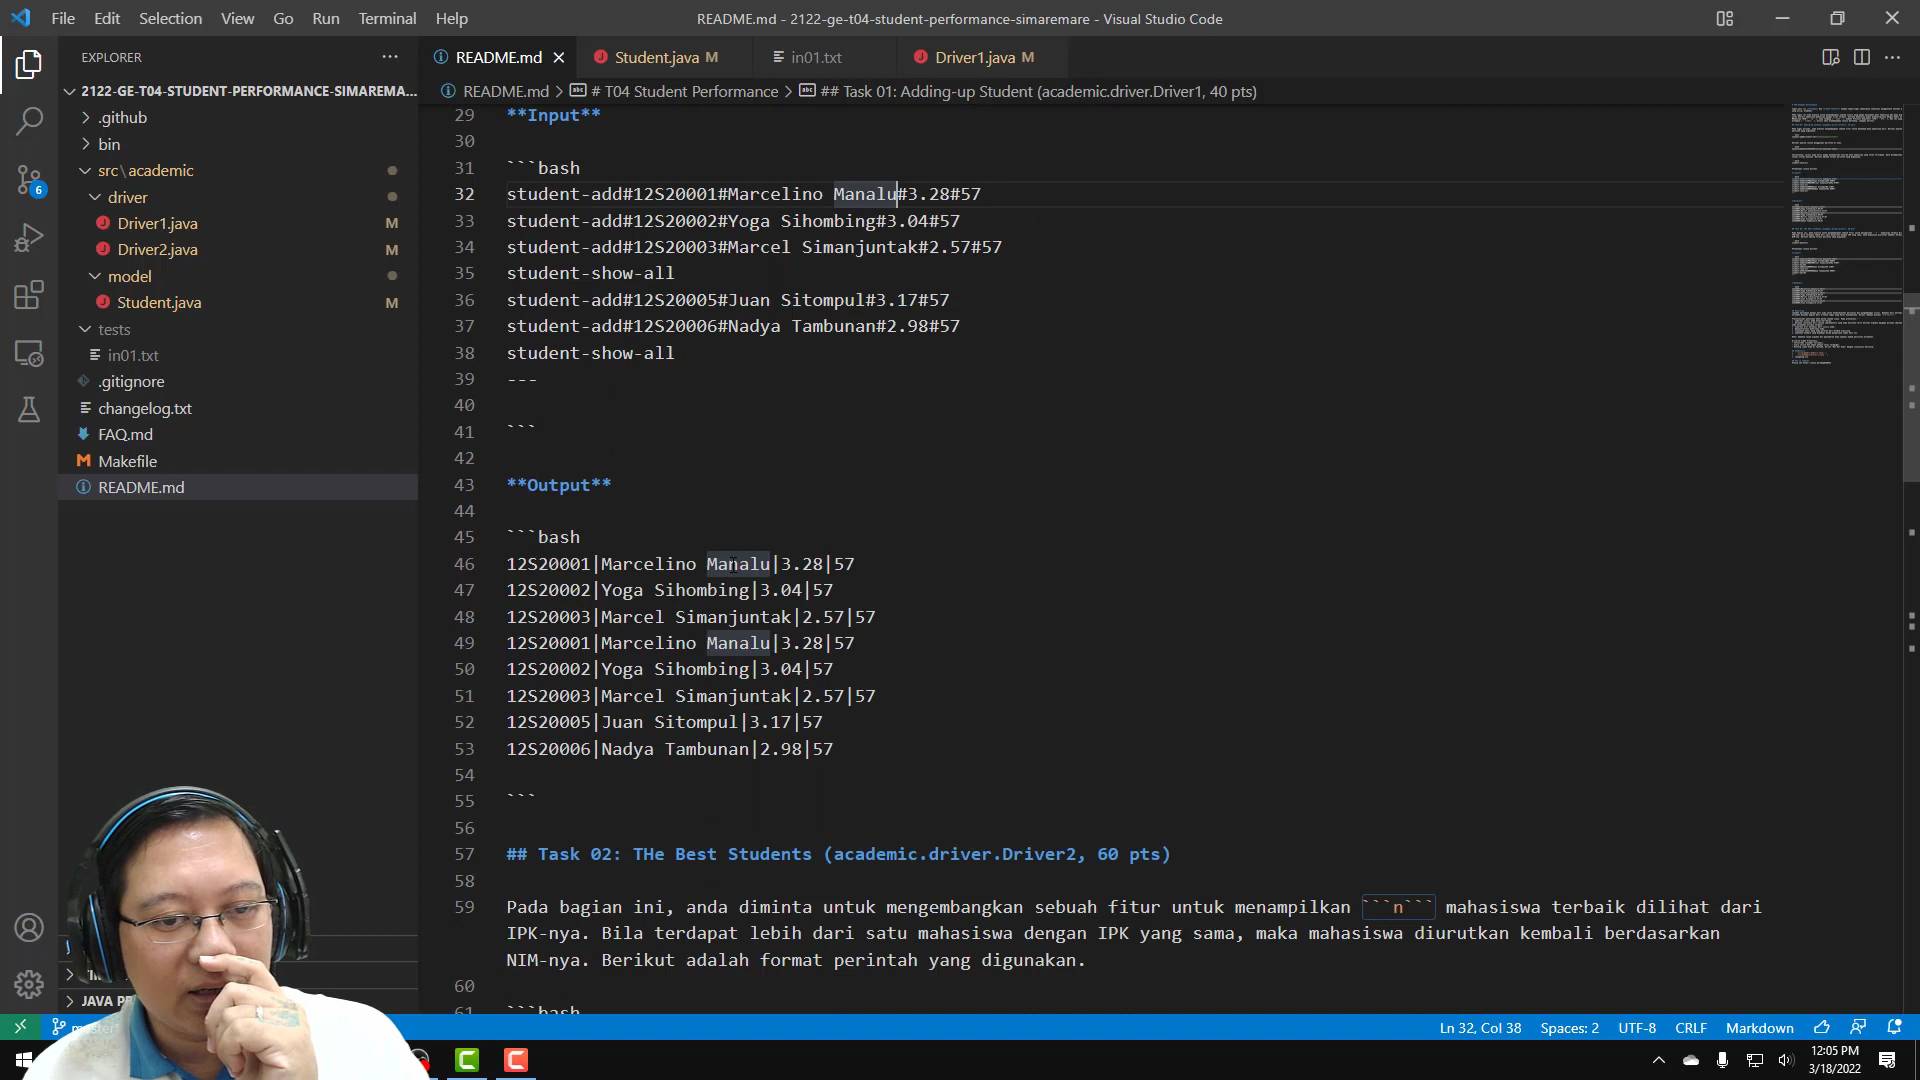 File Edit Selection View Go Run Terminal Help
README.md - 2122-ge-t04-student-performance-simaremare - Visual Studio Code
EXPLORER
2122-GE-T04-STUDENT-PERFORMANCE-SIMAREMA...
.github
bin
src\academic
driver
Driver1.java M
Driver2.java M
model
Student.java M
tests
in01.txt
.gitignore
changelog.txt
FAQ.md
Makefile
README.md
JAVA PR
6
README.md
Student.java M
in01.txt
Driver1.java M
README.md > # T04 Student Performance > ## Task 01: Adding-up Student (academic.driver.Driver1, 40 pts)
29 **Input**
30
31 ```bash
32 student-add#12S20001#Marcelino Manalu#3.28#57
33 student-add#12S20002#Yoga Sihombing#3.04#57
34 student-add#12S20003#Marcel Simanjuntak#2.57#57
35 student-show-all
36 student-add#12S20005#Juan Sitompul#3.17#57
37 student-add#12S20006#Nadya Tambunan#2.98#57
38 student-show-all
39 ---
40
41 ```
42
43 **Output**
44
45 ```bash
46 12S20001|Marcelino Manalu|3.28|57
47 12S20002|Yoga Sihombing|3.04|57
48 12S20003|Marcel Simanjuntak|2.57|57
49 12S20001|Marcelino Manalu|3.28|57
50 12S20002|Yoga Sihombing|3.04|57
51 12S20003|Marcel Simanjuntak|2.57|57
52 12S20005|Juan Sitompul|3.17|57
53 12S20006|Nadya Tambunan|2.98|57
54
55 ```
56
57 ## Task 02: THe Best Students (academic.driver.Driver2, 60 pts)
58
59 Pada bagian ini, anda diminta untuk mengembangkan sebuah fitur untuk menampilkan ```n``` mahasiswa terbaik dilihat dari
IPK-nya. Bila terdapat lebih dari satu mahasiswa dengan IPK yang sama, maka mahasiswa diurutkan kembali berdasarkan
NIM-nya. Berikut adalah format perintah yang digunakan.
60
61 ```bash
master*
Ln 32, Col 38 Spaces: 2 UTF-8 CRLF Markdown
12:05 PM
3/18/2022